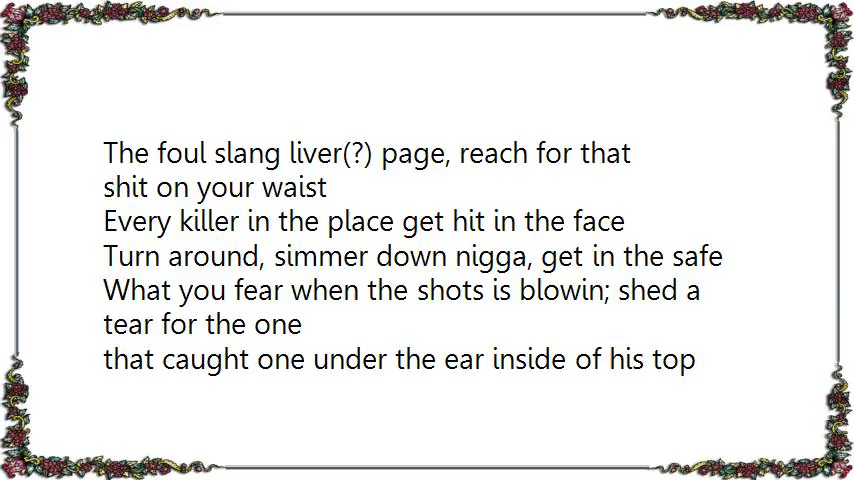 The foul slang liver(?) page, reach for that
shit on your waist
Every killer in the place get hit in the face
Turn around, simmer down nigga, get in the safe
What you fear when the shots is blowin; shed a
tear for the one
that caught one under the ear inside of his top